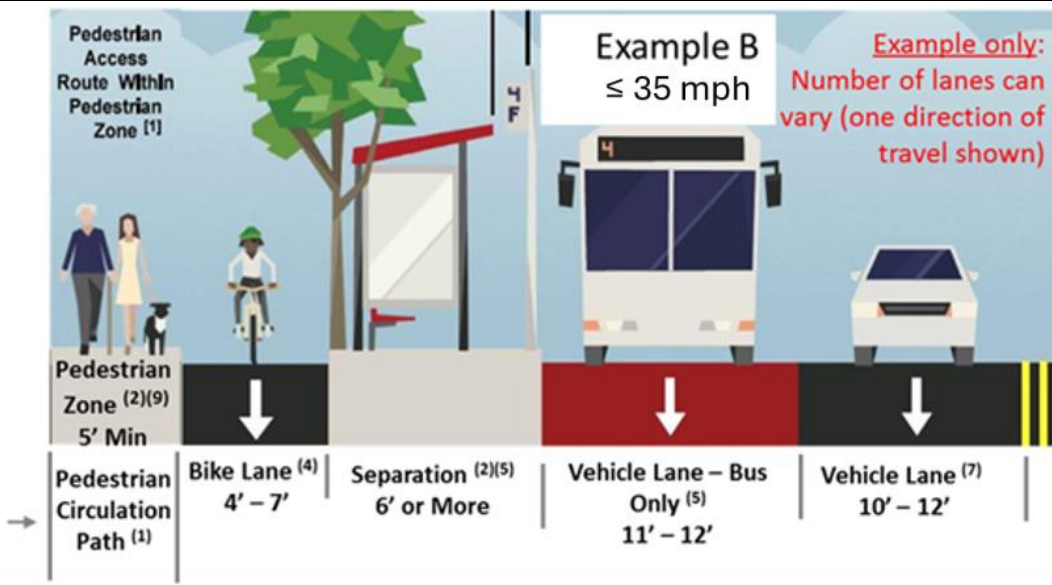 Pedestrian
Access
Route Within
Pedestrian
Zone [1]
4
F
Example B
≤ 35 mph
Example only:
Number of lanes can
vary (one direction of
travel shown)
4
Pedestrian
Zone (2)(9)
5’ Min
Pedestrian
Circulation
Path (1)
Bike Lane (4)
4’ – 7’
Separation (2)(5)
6’ or More
Vehicle Lane – Bus
Only (5)
11’ – 12’
Vehicle Lane (7)
10’ – 12’